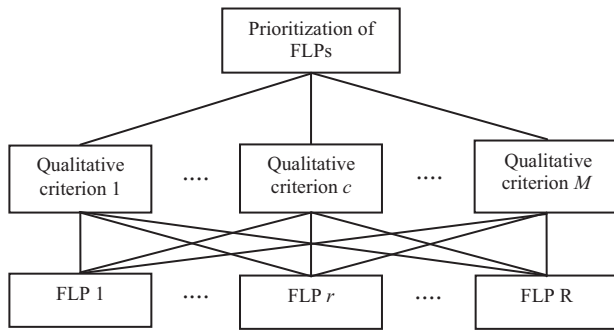 Prioritization of
FLPs
Qualitative
criterion 1
....
Qualitative
criterion c
....
Qualitative
criterion M
FLP 1
....
FLP r
....
FLP R